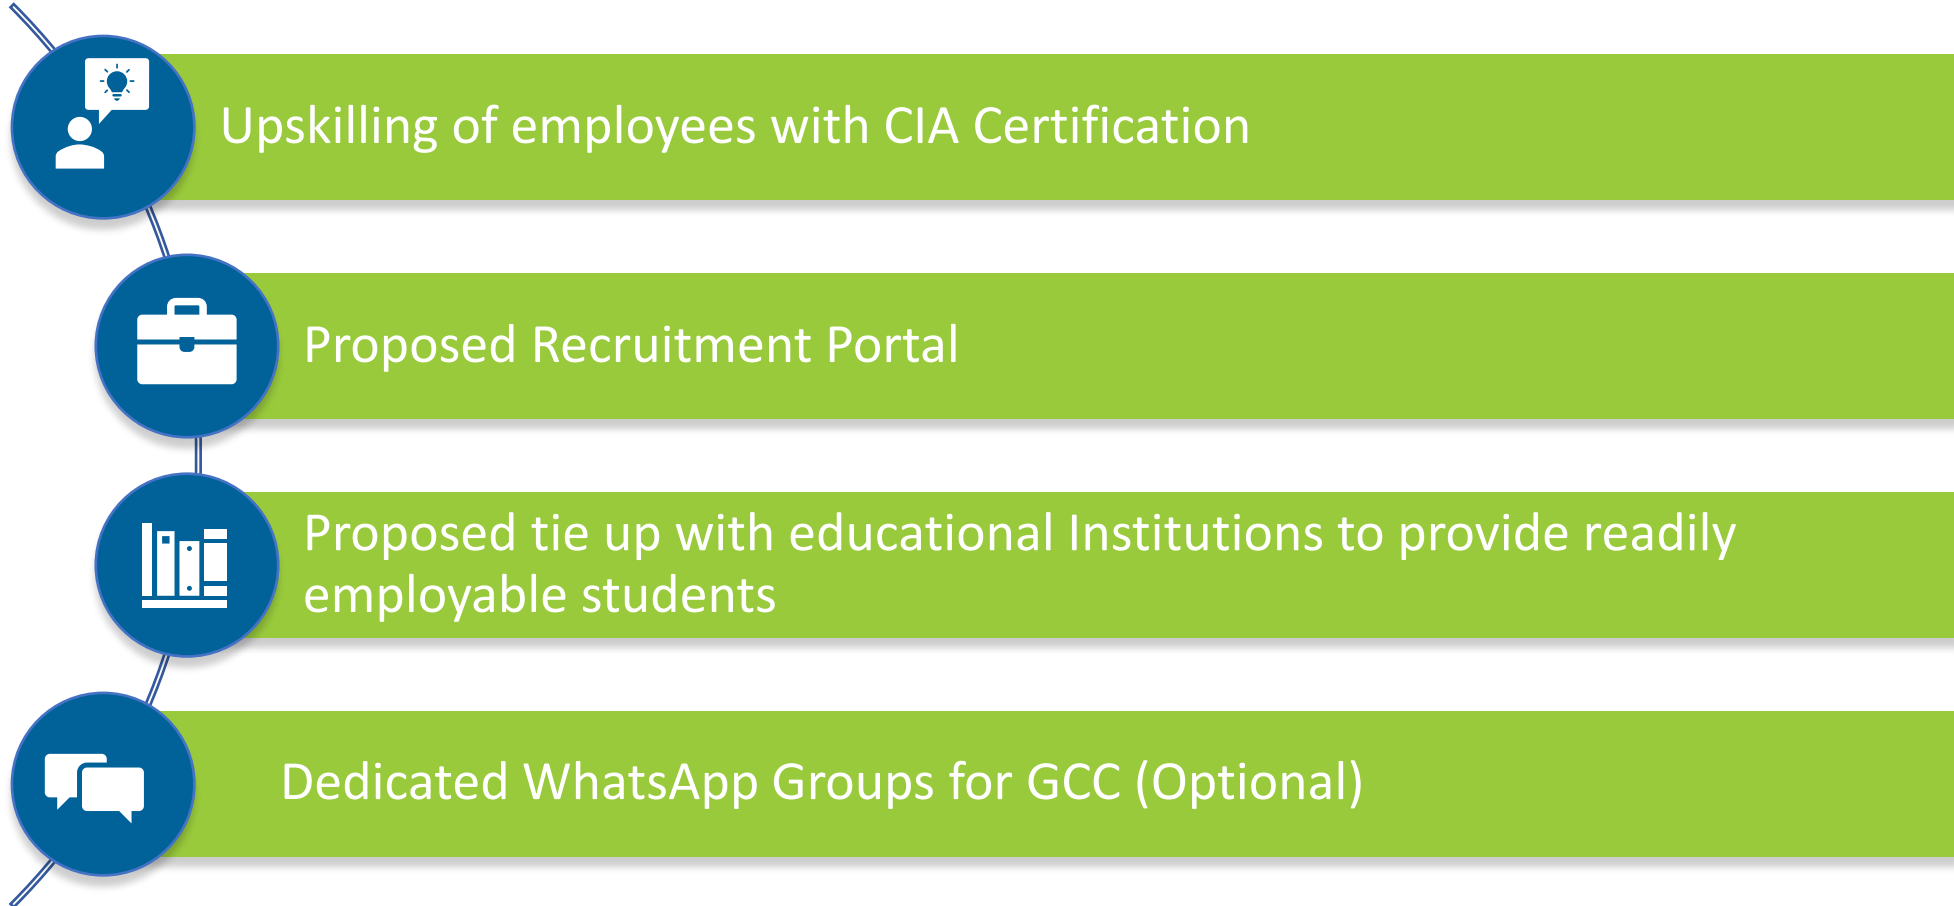 Upskilling of employees with CIA Certification
Proposed Recruitment Portal
Proposed tie up with educational Institutions to provide readily
employable students
Dedicated WhatsApp Groups for GCC (Optional)